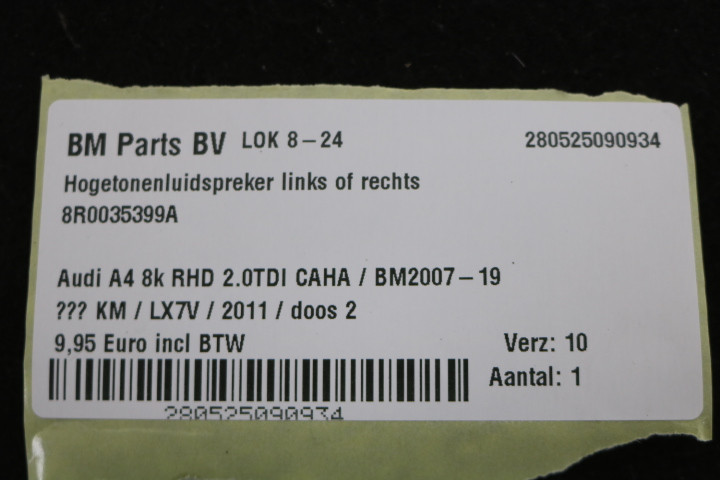 BM Parts BV LOK 8-24 280525090934
Hogetonenluidspreker links of rechts
8R0035399A
Audi A4 8k RHD 2.0TDI CAHA / BM2007-19
??? KM / LX7V / 2011 / doos 2
9,95 Euro incl BTW Verz: 10
Aantal: 1
280525090934